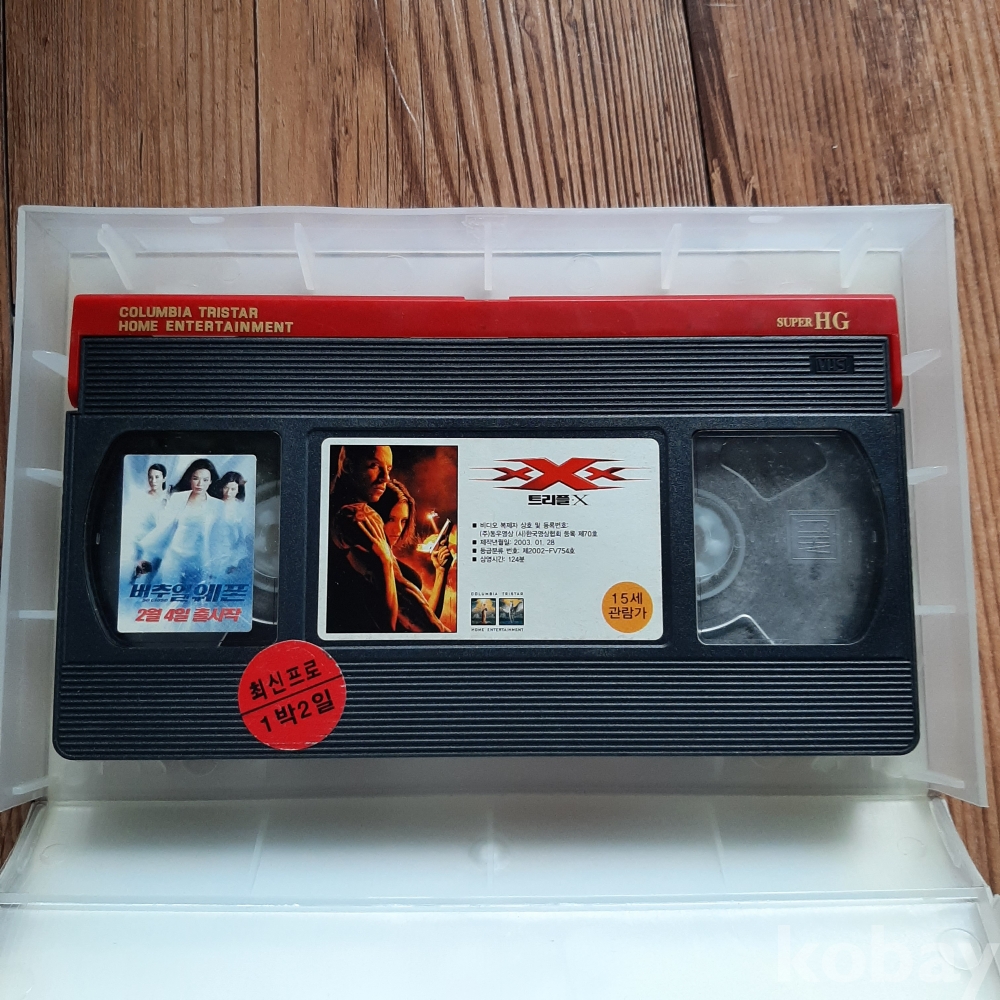 COLUMBIA TRISTAR
HOME ENTERTAINMENT
SUPER HG
VHS
버추얼 웨폰
2월 4일 출시작
xXx
트리플·X
■ 비디오 복제자 상호 및 등록번호:
(주)동우영상 (사)한국영상협회 등록 제70호
■ 제작년월일: 2003. 01. 28
■ 등급분류 번호: 제2002-FV754호
■ 상영시간: 124분
COLUMBIA TRISTAR
HOME ENTERTAINMENT
15세
관람가
최신프로
1박2일
kobay